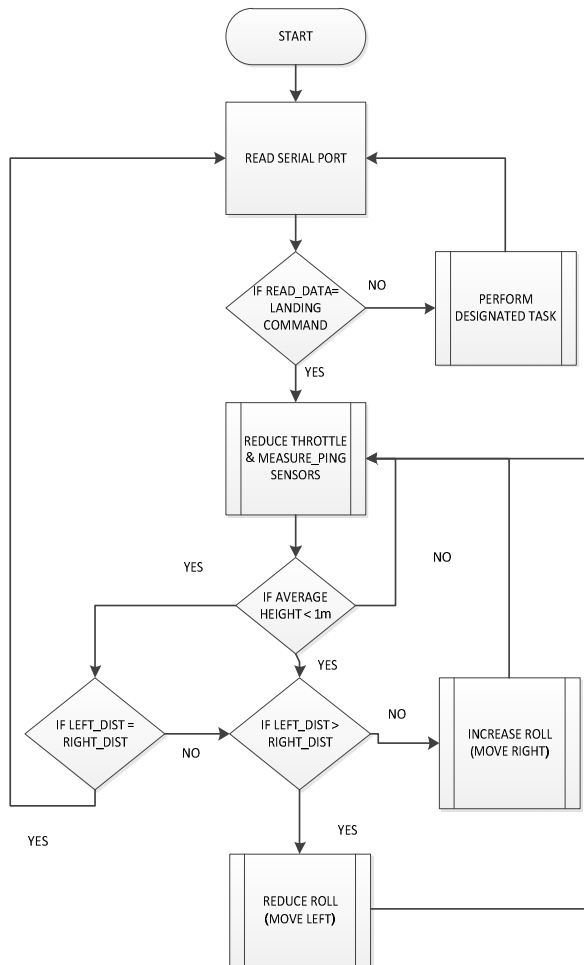 START
READ SERIAL PORT
IF READ_DATA=
LANDING
COMMAND
NO
PERFORM
DESIGNATED TASK
YES
REDUCE THROTTLE
& MEASURE_PING
SENSORS
YES
NO
IF AVERAGE
HEIGHT < 1m
YES
IF LEFT_DIST =
RIGHT_DIST
NO
IF LEFT_DIST >
RIGHT_DIST
NO
INCREASE ROLL
(MOVE RIGHT)
YES
YES
REDUCE ROLL
(MOVE LEFT)